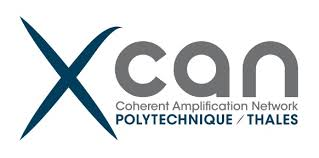 Xcan
Coherent Amplification Network
POLYTECHNIQUE / THALES